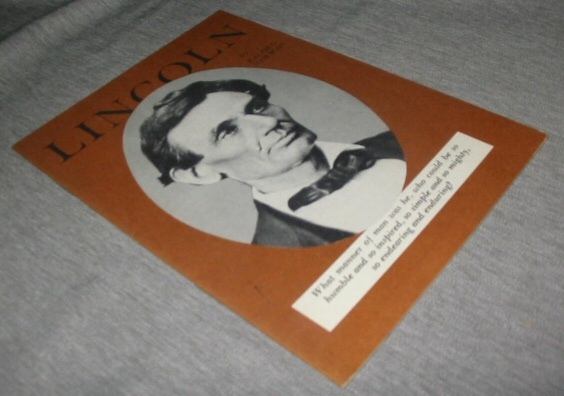 LINCOLN
What manner of man was he, who could be so
humble and so inspired, so simple and so mighty,
so endearing and enduring?